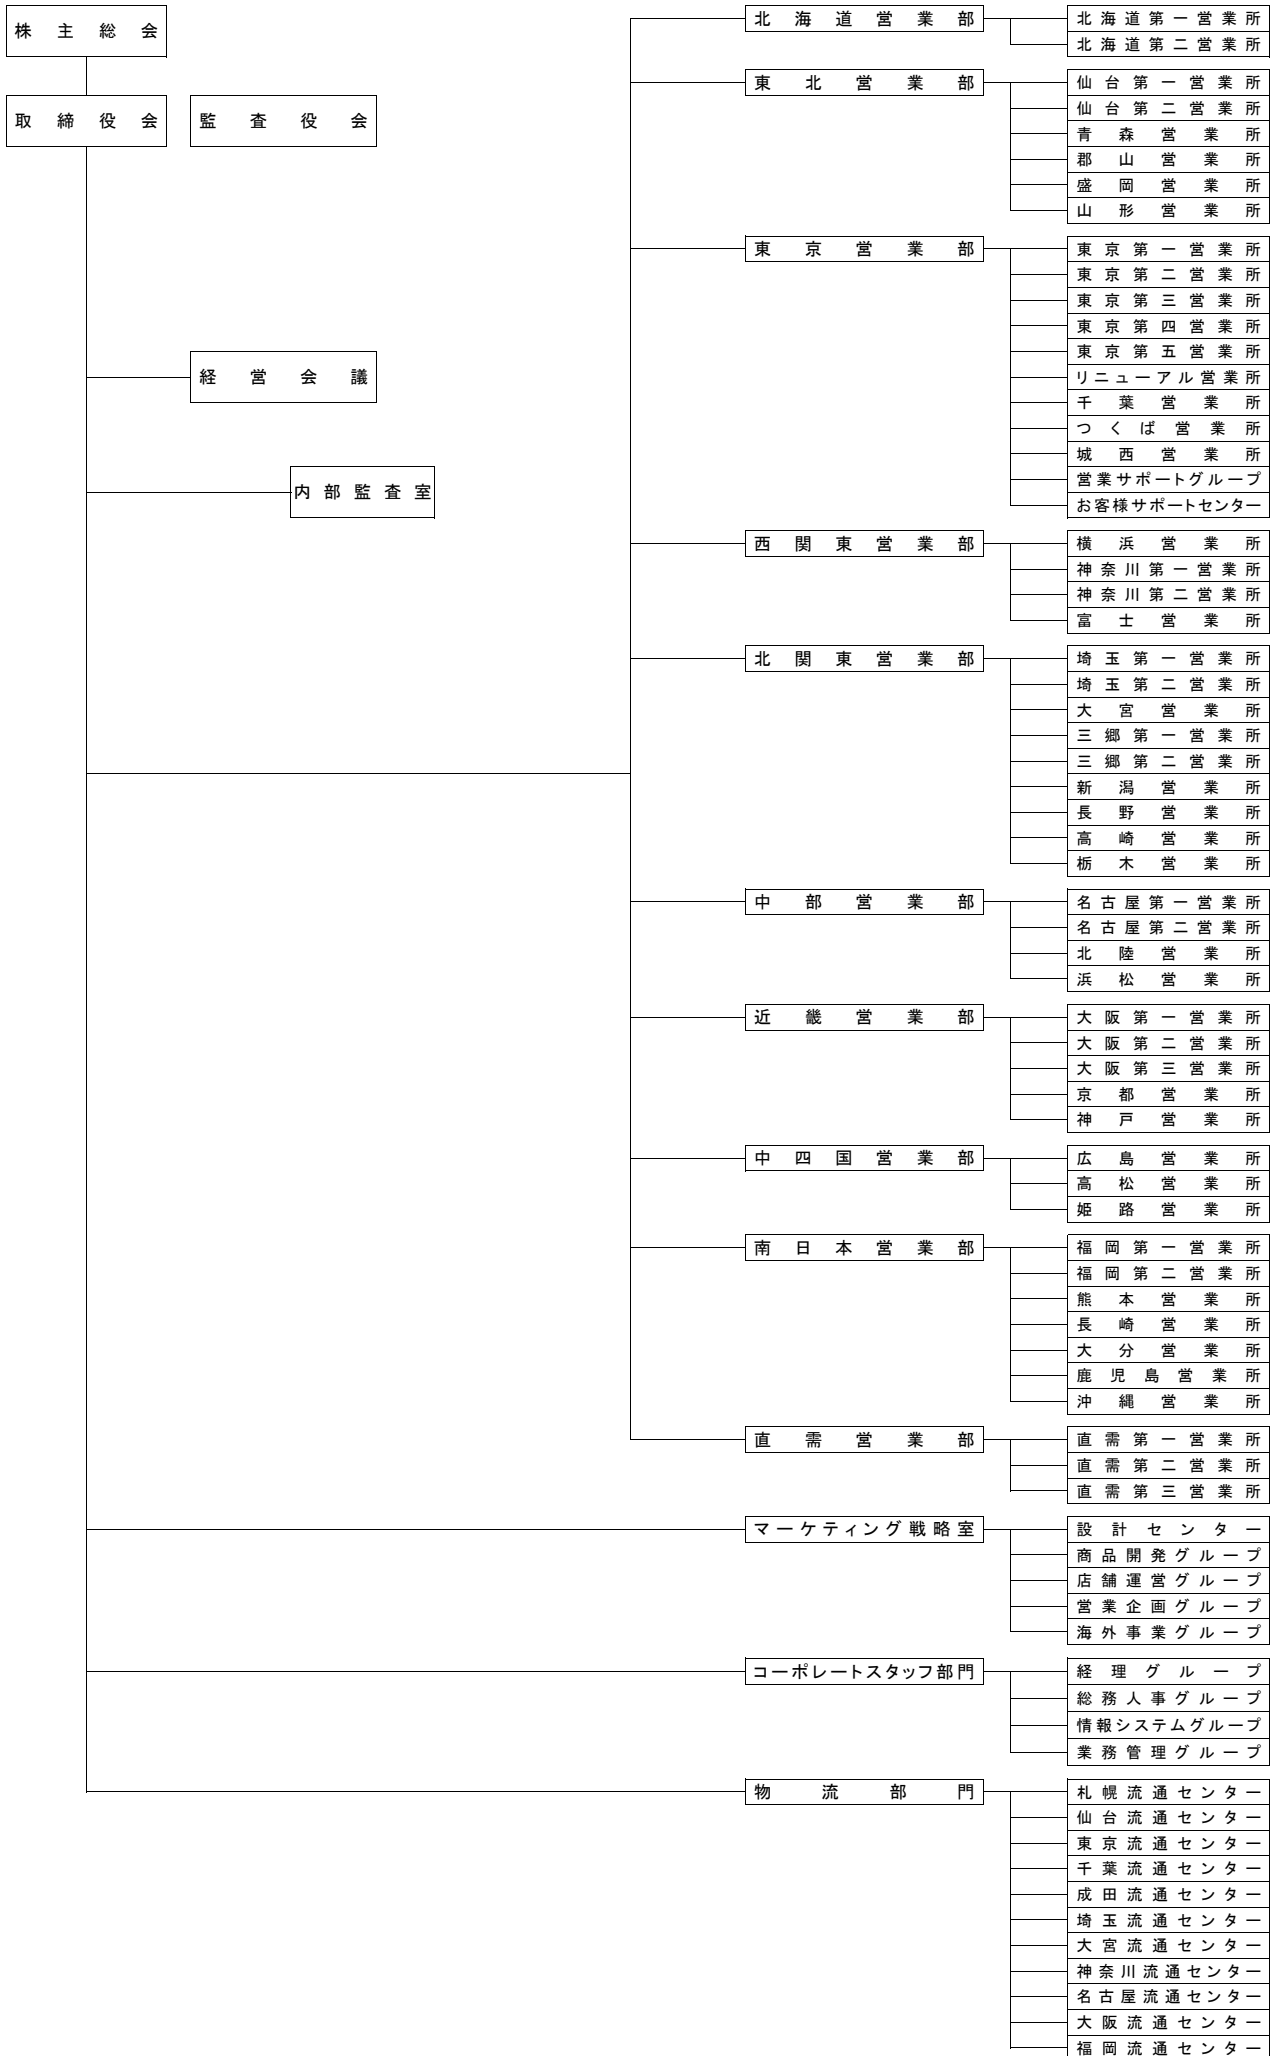 株主総会
取締役会
監査役会
経営会議
内部監査室
北海道営業部
北海道第一営業所
北海道第二営業所
東北営業部
仙台第一営業所
仙台第二営業所
青森営業所
郡山営業所
盛岡営業所
山形営業所
東京営業部
東京第一営業所
東京第二営業所
東京第三営業所
東京第四営業所
東京第五営業所
リニューアル営業所
千葉営業所
つくば営業所
城西営業所
営業サポートグループ
お客様サポートセンター
西関東営業部
横浜営業所
神奈川第一営業所
神奈川第二営業所
富士営業所
北関東営業部
埼玉第一営業所
埼玉第二営業所
大宮営業所
三郷第一営業所
三郷第二営業所
新潟営業所
長野営業所
高崎営業所
栃木営業所
中部営業部
名古屋第一営業所
名古屋第二営業所
北陸営業所
浜松営業所
近畿営業部
大阪第一営業所
大阪第二営業所
大阪第三営業所
京都営業所
神戸営業所
中四国営業部
広島営業所
高松営業所
姫路営業所
南日本営業部
福岡第一営業所
福岡第二営業所
熊本営業所
長崎営業所
大分営業所
鹿児島営業所
沖縄営業所
直需営業部
直需第一営業所
直需第二営業所
直需第三営業所
マーケティング戦略室
設計センター
商品開発グループ
店舗運営グループ
営業企画グループ
海外事業グループ
コーポレートスタッフ部門
経理グループ
総務人事グループ
情報システムグループ
業務管理グループ
物流部門
札幌流通センター
仙台流通センター
東京流通センター
千葉流通センター
成田流通センター
埼玉流通センター
大宮流通センター
神奈川流通センター
名古屋流通センター
大阪流通センター
福岡流通センター